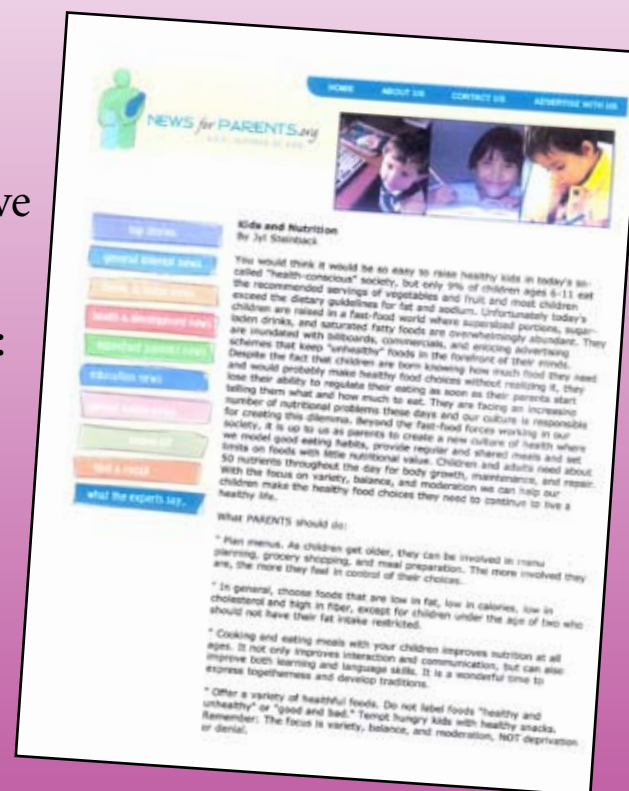 ve
:
HOME ABOUT US CONTACT US ADVERTISE WITH US
NEWS for PARENTS.org
top stories
general interest news
health & development news
important parents news
education news
what the experts say..
Kids and Nutrition
By Jyl Steinback
You would think it would be so easy to raise healthy kids in today's so-
called "health-conscious" society, but only 9% of children ages 6-11 eat
the recommended servings of vegetables and fruit and most children
exceed the dietary guidelines for fat and sodium. Unfortunately today's
children are raised in a fast-food world where supersized portions, sugar-
laden drinks, and saturated fatty foods are overwhelmingly abundant. They
are inundated with billboards, commercials, and enticing advertising
schemes that keep "unhealthy" foods in the forefront of their minds.
Despite the fact that children are born knowing how much food they need
and would probably make healthy food choices without realizing it, they
lose their ability to regulate their eating as soon as their parents start
telling them what and how much to eat. They are facing an increasing
number of nutritional problems these days and our culture is responsible
for creating this dilemma. Beyond the fast-food forces working in our
society, it is up to us as parents to create a new culture of health where
we model good eating habits, provide regular and shared meals and set
limits on foods with little nutritional value. Children and adults need about
50 nutrients throughout the day for body growth, maintenance, and repair.
With the focus on variety, balance, and moderation we can help our
children make the healthy food choices they need to continue to live a
healthy life.
What PARENTS should do:
* Plan menus. As children get older, they can be involved in menu
planning, grocery shopping, and meal preparation. The more involved they
are, the more they feel in control of their choices.
* In general, choose foods that are low in fat, low in calories, low in
cholesterol and high in fiber, except for children under the age of two who
should not have their fat intake restricted.
* Cooking and eating meals with your children improves nutrition at all
ages. It not only improves interaction and communication, but can also
improve both learning and language skills. It is a wonderful time to
express togetherness and develop traditions.
* Offer a variety of healthful foods. Do not label foods "healthy and
unhealthy" or "good and bad." Tempt hungry kids with healthy snacks.
Remember: The focus is variety, balance, and moderation, NOT deprivation
or denial.